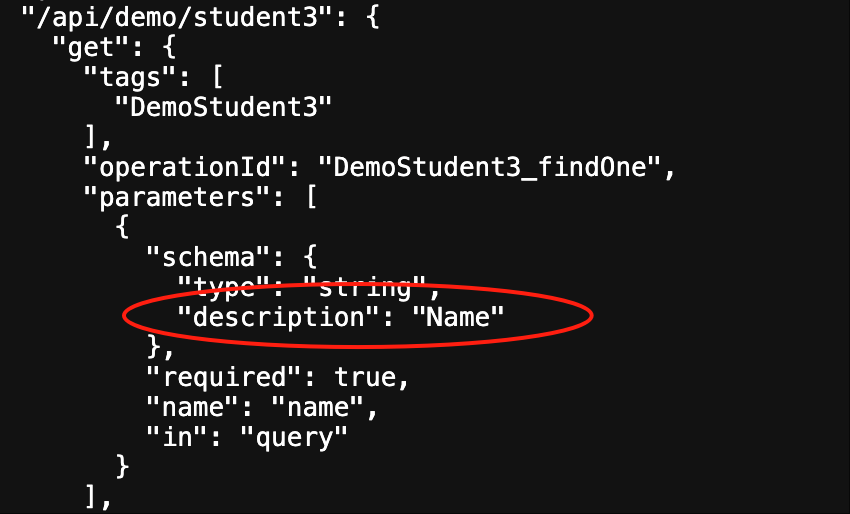 "/api/demo/student3": {
"get": {
"tags": [
"DemoStudent3"
],
"operationId": "DemoStudent3_findOne",
"parameters": [
{
"schema": {
"type": "string",
"description": "Name"
},
"required": true,
"name": "name",
"in": "query"
}
],